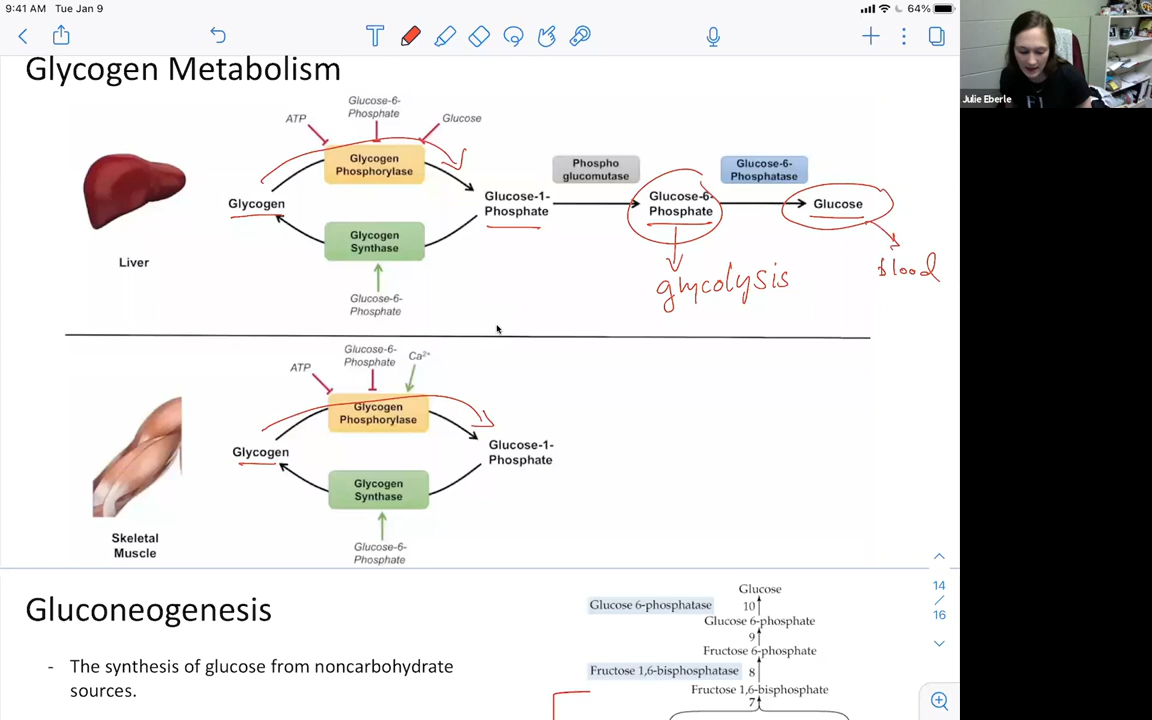 9:41 AM Tue Jan 9
64%
Julie Eberle
Glycogen Metabolism
ATP
Glucose-6-
Phosphate
Glucose
Glycogen
Phosphorylase
Phospho
glucomutase
Glucose-6-
Phosphatase
Glycogen
Glucose-1-
Phosphate
Glucose-6-
Phosphate
Glucose
Glycogen
Synthase
Liver
blood
glycolysis
Glucose-6-
Phosphate
ATP
Glucose-6-
Phosphate
Ca²⁺
Glycogen
Phosphorylase
Glycogen
Glucose-1-
Phosphate
Glycogen
Synthase
Skeletal
Muscle
Glucose-6-
Phosphate
14
/
16
Gluconeogenesis
- The synthesis of glucose from noncarbohydrate
sources.
Glucose
Glucose 6-phosphatase 10
Glucose 6-phosphate
9
Fructose 6-phosphate
Fructose 1,6-bisphosphatase 8
Fructose 1,6-bisphosphate
7